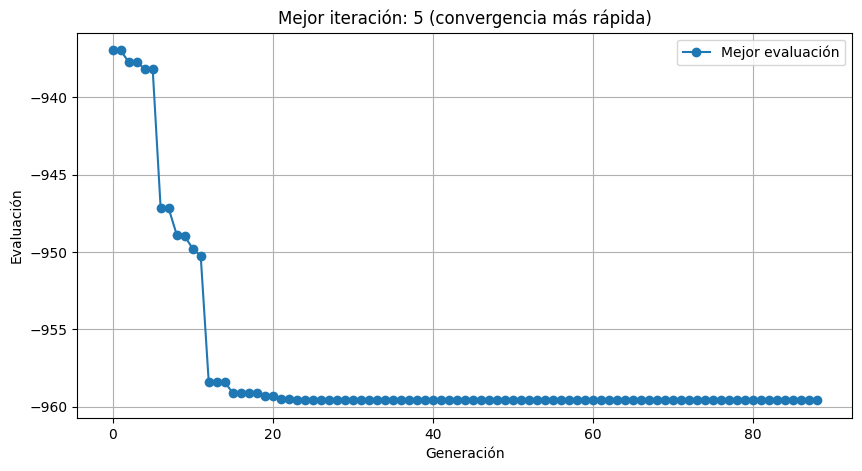 Mejor iteración: 5 (convergencia más rápida)
Mejor evaluación
Evaluación
−940
−945
−950
−955
−960
0 20 40 60 80
Generación